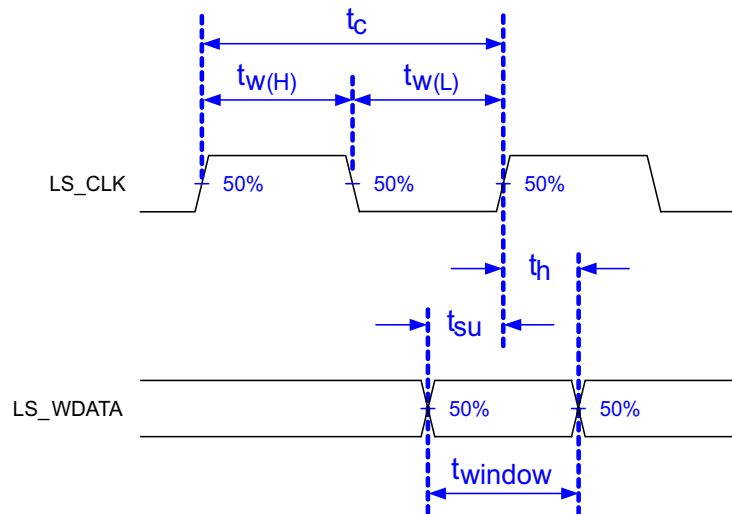 tc
tw(H) tw(L)
LS_CLK 50% 50% 50%
th
tsu
LS_WDATA 50% 50%
twindow